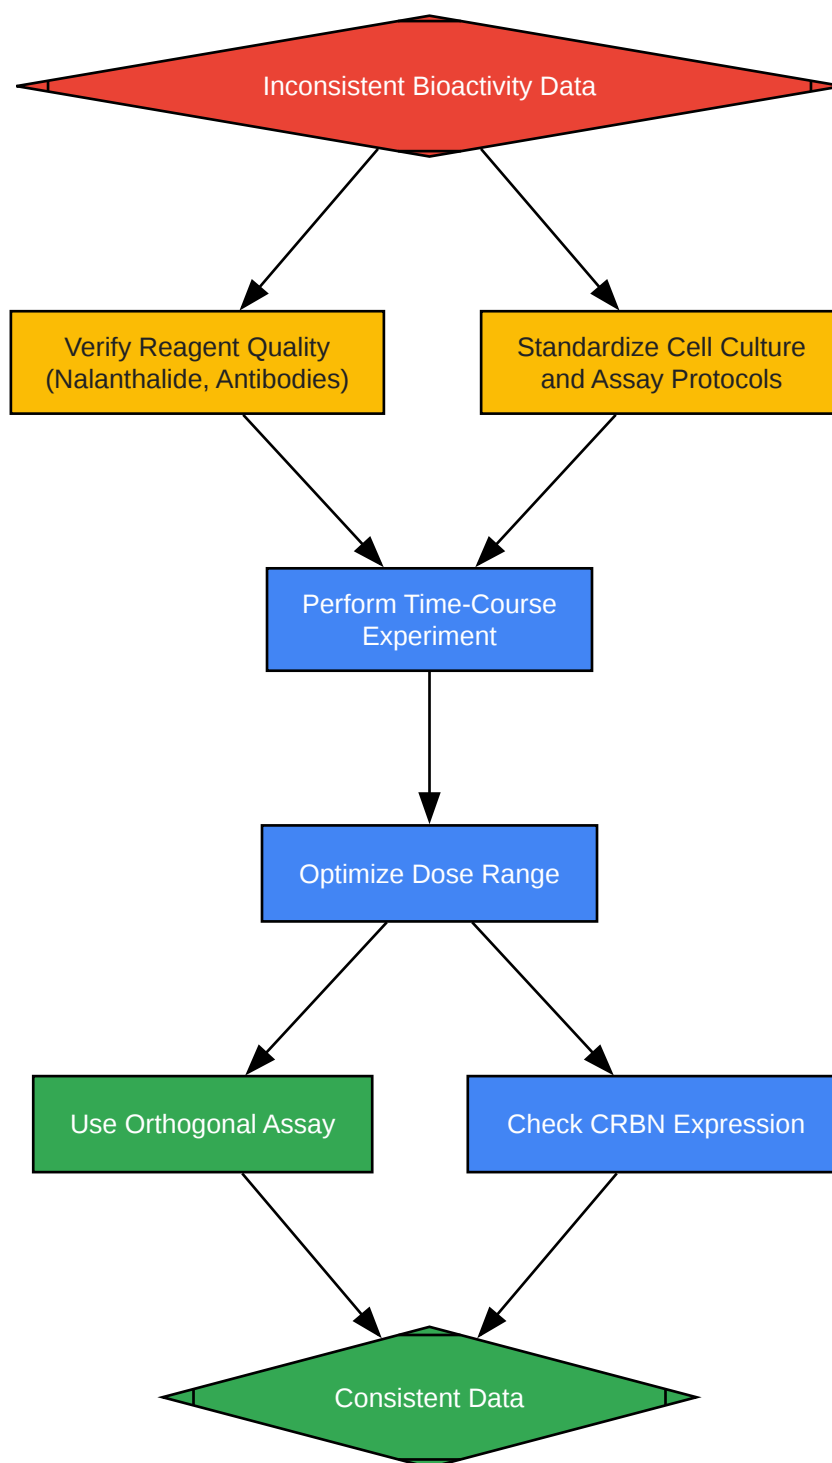 Inconsistent Bioactivity Data
Verify Reagent Quality
(Nalanthalide, Antibodies)
Standardize Cell Culture
and Assay Protocols
Perform Time-Course
Experiment
Optimize Dose Range
Use Orthogonal Assay
Check CRBN Expression
Consistent Data